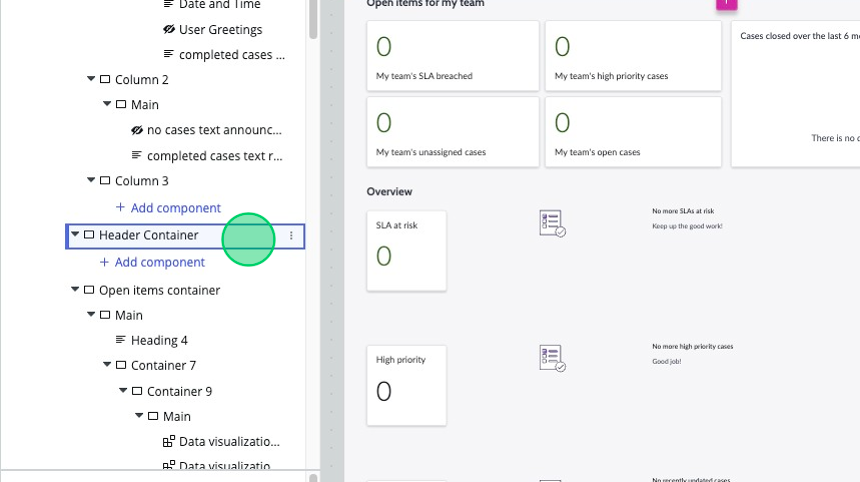 Date and Time
User Greetings
completed cases ...
Column 2
Main
no cases text announc...
completed cases text r...
Column 3
+ Add component
Header Container
+ Add component
Open items container
Main
Heading 4
Container 7
Container 9
Main
Data visualizatio...
Data visualizatio
Open items for my team
0
My team's SLA breached
0
My team's high priority cases
Cases closed over the last 6 mo
0
My team's unassigned cases
0
My team's open cases
There is no
Overview
SLA at risk
0
No more SLAs at risk
Keep up the good work!
High priority
0
No more high priority cases
Good job!
No recently updated cases